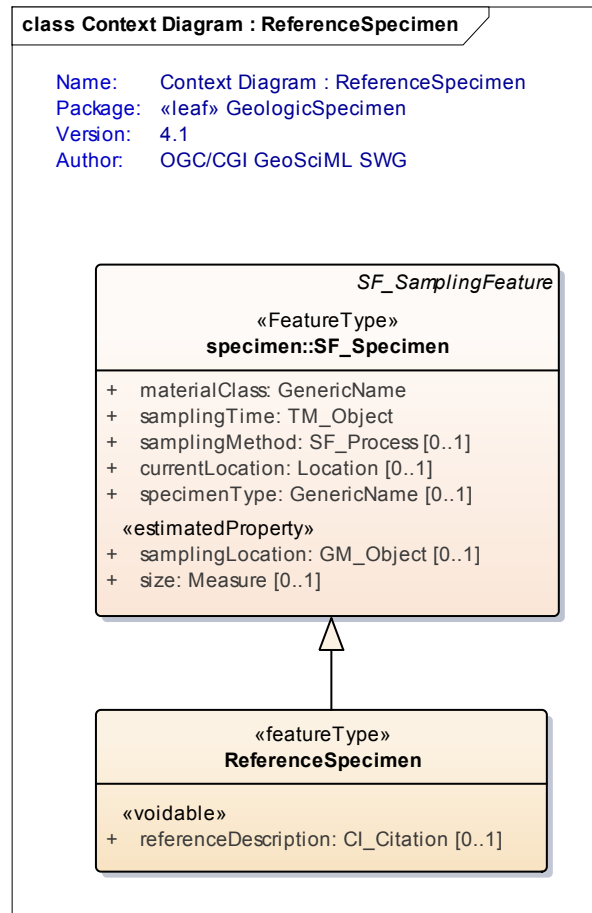 class Context Diagram : ReferenceSpecimen
Name: Context Diagram : ReferenceSpecimen
Package: «leaf» GeologicSpecimen
Version: 4.1
Author: OGC/CGI GeoSciML SWG
SF_SamplingFeature
«FeatureType»
specimen::SF_Specimen
+ materialClass: GenericName
+ samplingTime: TM_Object
+ samplingMethod: SF_Process [0..1]
+ currentLocation: Location [0..1]
+ specimenType: GenericName [0..1]
«estimatedProperty»
+ samplingLocation: GM_Object [0..1]
+ size: Measure [0..1]
«featureType»
ReferenceSpecimen
«voidable»
+ referenceDescription: CI_Citation [0..1]